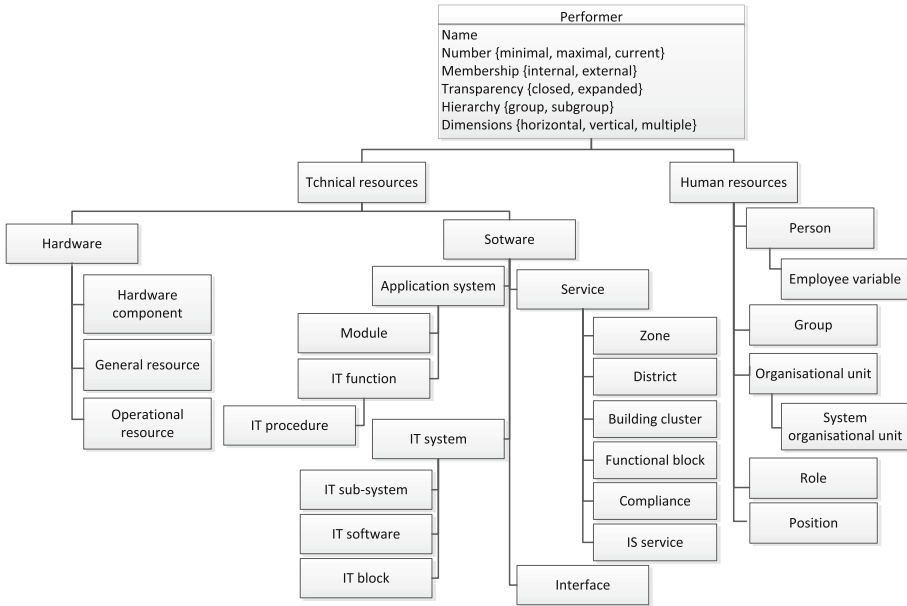 Performer
Name
Number {minimal, maximal, current}
Membership {internal, external}
Transparency {closed, expanded}
Hierarchy {group, subgroup}
Dimensions {horizontal, vertical, multiple}
Tchnical resources
Human resources
Hardware
Hardware
component
General resource
Operational
resource
Sotware
Application system
Module
IT function
IT procedure
IT system
IT sub-system
IT software
IT block
Service
Zone
District
Building cluster
Functional block
Compliance
IS service
Interface
Person
Employee variable
Group
Organisational unit
System
organisational unit
Role
Position